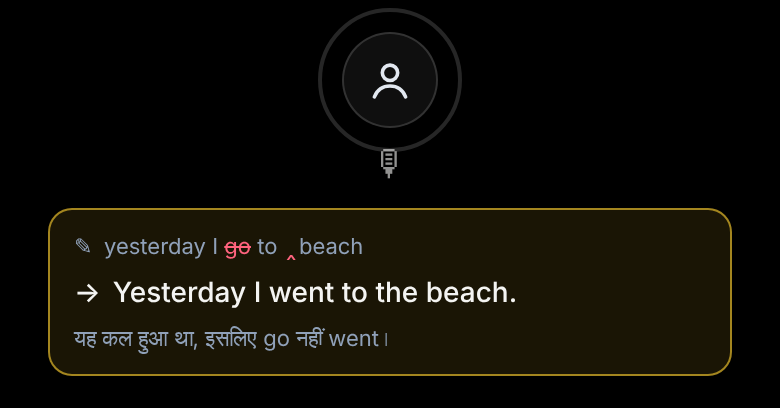 ✎ yesterday I go to ‸beach
→ Yesterday I went to the beach.
यह कल हुआ था, इसलिए go नहीं went।